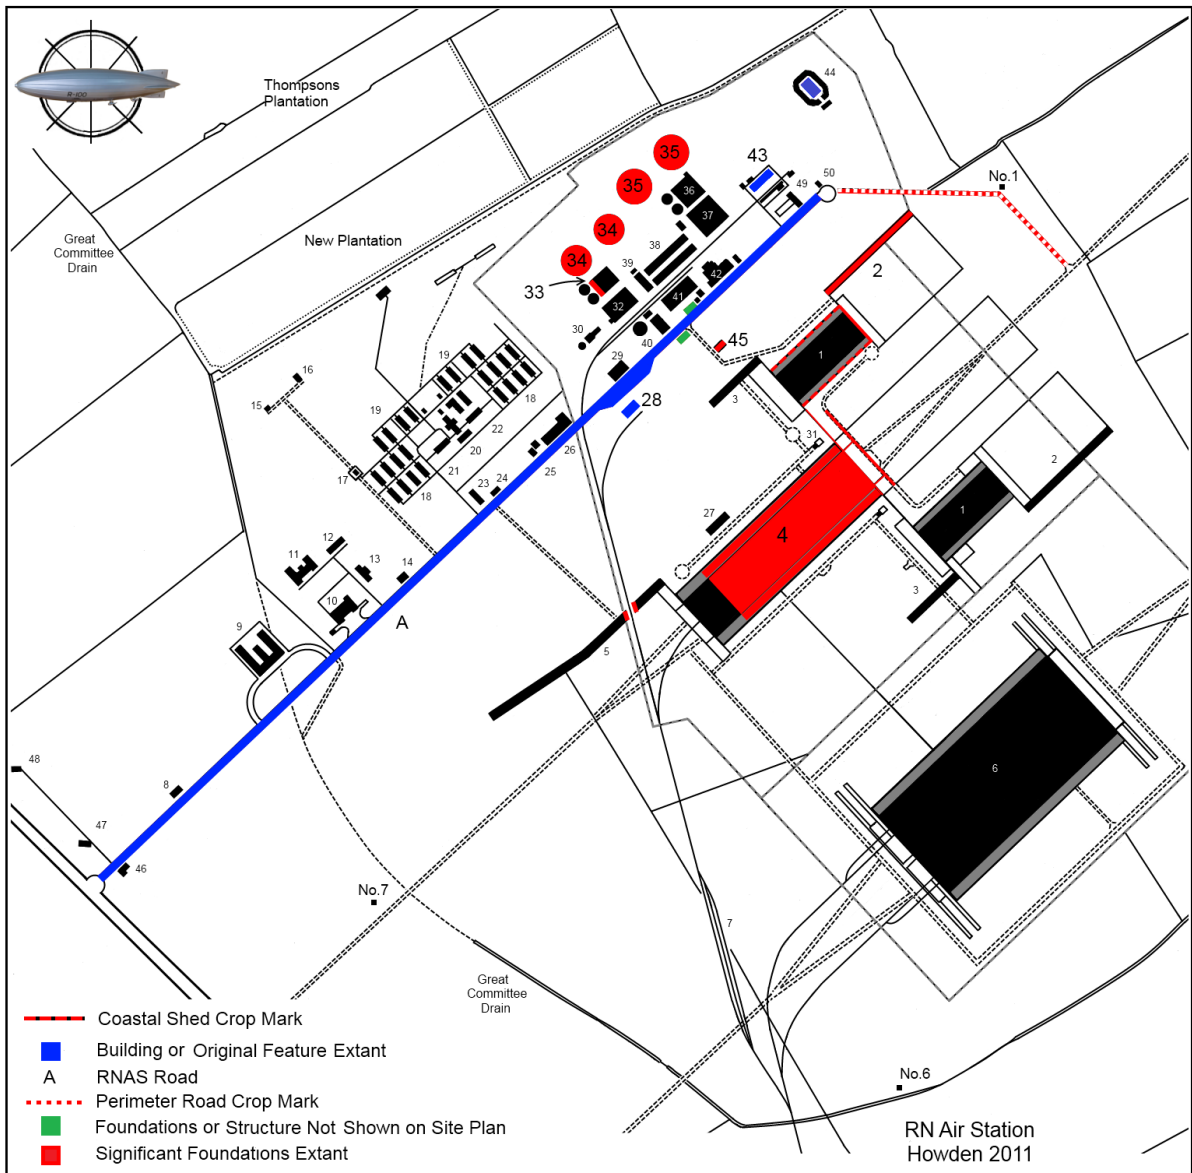 R-100
Thompsons
Plantation
44
35
43
35
36
49
50
No.1
37
Great
Committee
Drain
New Plantation
34
38
34
39
42
2
33
41
32
30
40
45
1
29
16
19
3
28
15
19
18
22
31
20
26
2
21
25
17
24
18
23
27
1
4
12
11
13
14
3
10
A
9
5
6
48
8
47
46
No.7
7
Great
Committee
Drain
Coastal Shed Crop Mark
Building or Original Feature Extant
A RNAS Road
Perimeter Road Crop Mark
Foundations or Structure Not Shown on Site Plan
Significant Foundations Extant
No.6
RN Air Station
Howden 2011